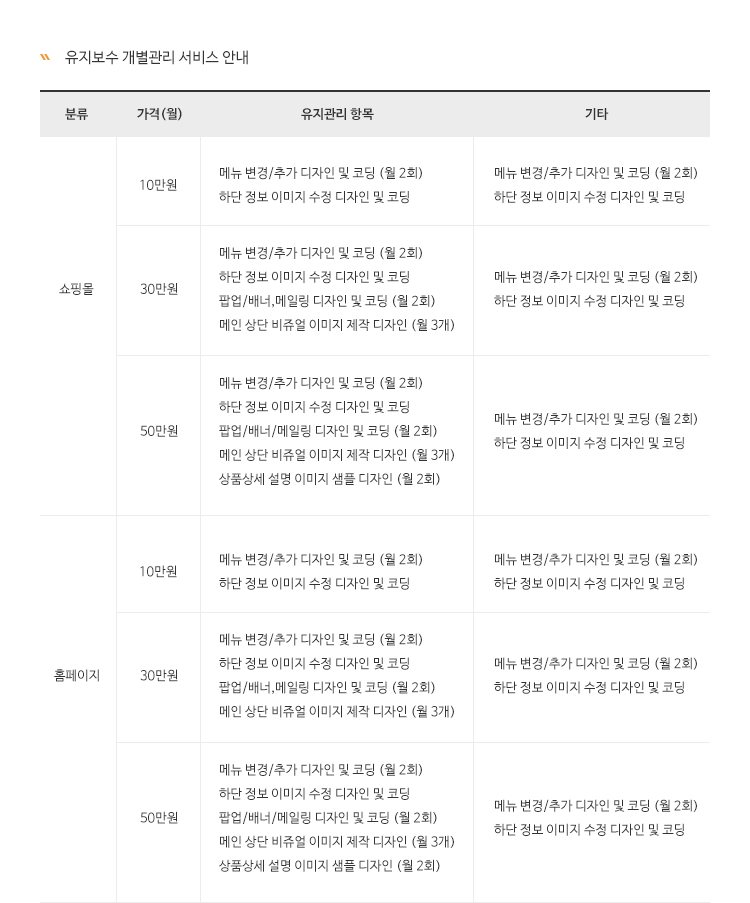 유지보수 개별관리 서비스 안내
분류 가격(월) 유지관리 항목 기타
쇼핑몰
10만원
메뉴 변경/추가 디자인 및 코딩 (월 2회)
하단 정보 이미지 수정 디자인 및 코딩
메뉴 변경/추가 디자인 및 코딩 (월 2회)
하단 정보 이미지 수정 디자인 및 코딩
30만원
메뉴 변경/추가 디자인 및 코딩 (월 2회)
하단 정보 이미지 수정 디자인 및 코딩
팝업/배너,메일링 디자인 및 코딩 (월 2회)
메인 상단 비쥬얼 이미지 제작 디자인 (월 3개)
메뉴 변경/추가 디자인 및 코딩 (월 2회)
하단 정보 이미지 수정 디자인 및 코딩
50만원
메뉴 변경/추가 디자인 및 코딩 (월 2회)
하단 정보 이미지 수정 디자인 및 코딩
팝업/배너/메일링 디자인 및 코딩 (월 2회)
메인 상단 비쥬얼 이미지 제작 디자인 (월 3개)
상품상세 설명 이미지 샘플 디자인 (월 2회)
메뉴 변경/추가 디자인 및 코딩 (월 2회)
하단 정보 이미지 수정 디자인 및 코딩
홈페이지
10만원
메뉴 변경/추가 디자인 및 코딩 (월 2회)
하단 정보 이미지 수정 디자인 및 코딩
메뉴 변경/추가 디자인 및 코딩 (월 2회)
하단 정보 이미지 수정 디자인 및 코딩
30만원
메뉴 변경/추가 디자인 및 코딩 (월 2회)
하단 정보 이미지 수정 디자인 및 코딩
팝업/배너,메일링 디자인 및 코딩 (월 2회)
메인 상단 비쥬얼 이미지 제작 디자인 (월 3개)
메뉴 변경/추가 디자인 및 코딩 (월 2회)
하단 정보 이미지 수정 디자인 및 코딩
50만원
메뉴 변경/추가 디자인 및 코딩 (월 2회)
하단 정보 이미지 수정 디자인 및 코딩
팝업/배너/메일링 디자인 및 코딩 (월 2회)
메인 상단 비쥬얼 이미지 제작 디자인 (월 3개)
상품상세 설명 이미지 샘플 디자인 (월 2회)
메뉴 변경/추가 디자인 및 코딩 (월 2회)
하단 정보 이미지 수정 디자인 및 코딩